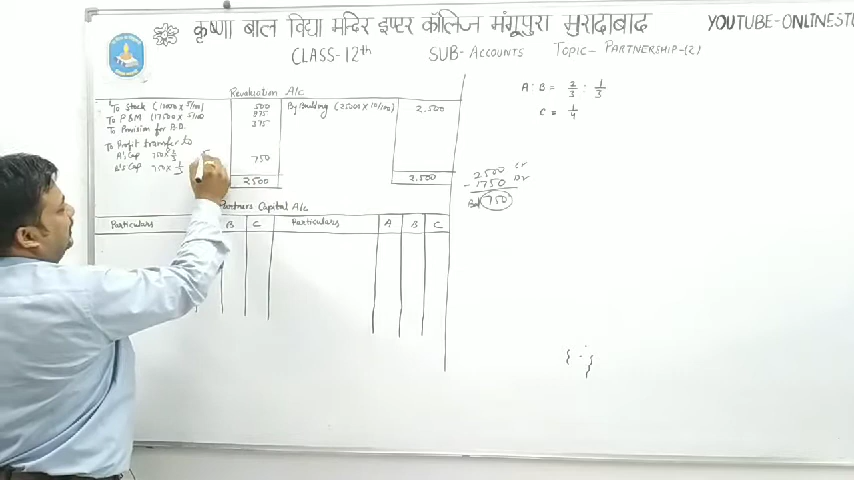 कृष्णा बाल विद्या मन्दिर इण्टर कॉलिज मंगूपुरा मुरादाबाद
YOUTUBE-ONLINESTU
CLASS-12th SUB-ACCOUNTS TOPIC-PARTNERSHIP-(2)
Revaluation A/c
A:B = 2/3 : 1/3
C = 1/4
To Stock (10000 x 5/100) 500 By Building (25000 x 10/100) 2.500
To P&M (17500 x 5/100 875
To Provision for B.D. 375
To Profit transfer to
A's Cap 750 x 2/3 750
B's Cap 750 x 1/3
2500 2.500
2500 Cr
- 1750 Dr
Bal 750
Partners Capital A/c
Particulars B C Particulars A B C